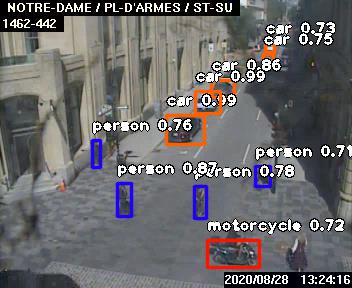 NOTRE-DAME / PL-D'ARMES / ST-SU
1462-442
car 0.73
car 0.75
car 0.86
car 0.99
car 0.99
person 0.76
person 0.71
person 0.87
person 0.78
motorcycle 0.72
2020/08/28 13:24:16